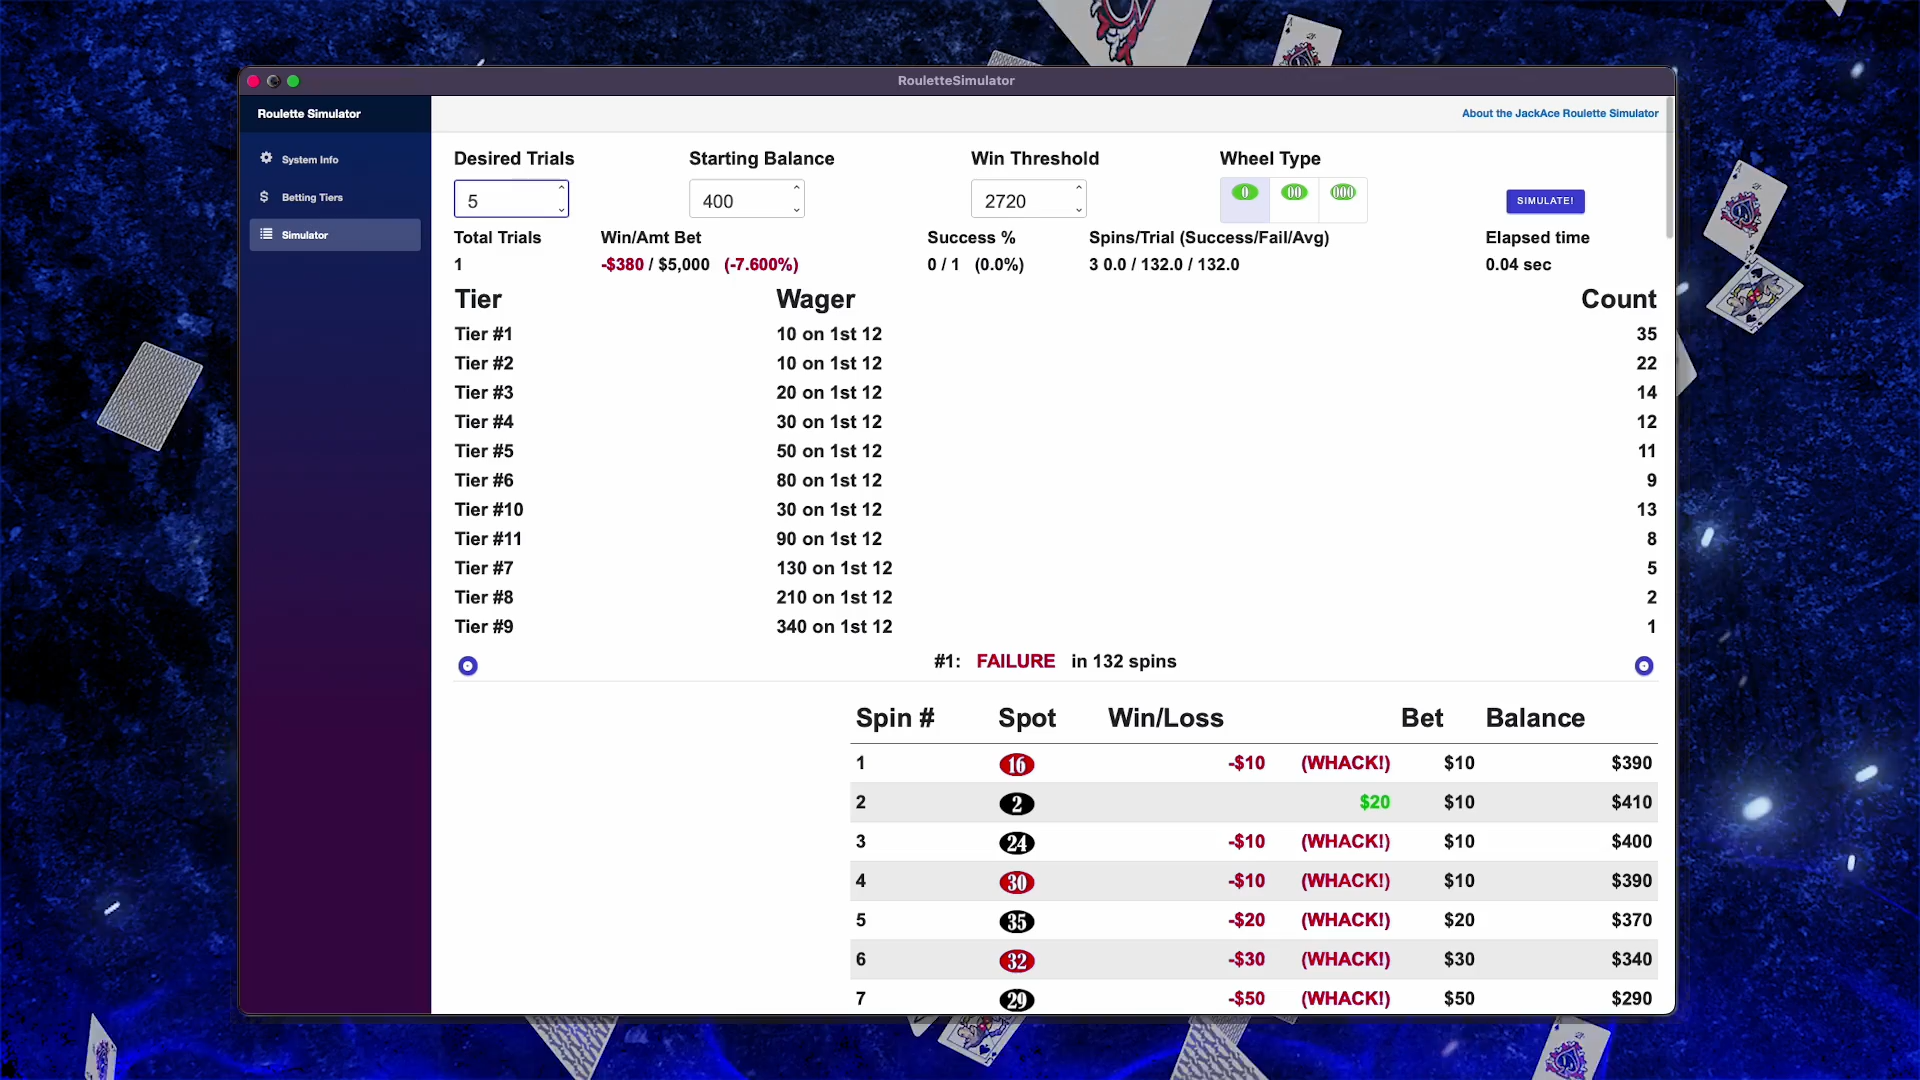 RouletteSimulator
Roulette Simulator
About the JackAce Roulette Simulator
System Info
Betting Tiers
Simulator
Desired Trials Starting Balance Win Threshold Wheel Type
5 400 2720 0 00 000 SIMULATE!
Total Trials Win/Amt Bet Success % Spins/Trial (Success/Fail/Avg) Elapsed time
1 -$380 / $5,000 (-7.600%) 0 / 1 (0.0%) 3 0.0 / 132.0 / 132.0 0.04 sec
Tier Wager Count
Tier #1 10 on 1st 12 35
Tier #2 10 on 1st 12 22
Tier #3 20 on 1st 12 14
Tier #4 30 on 1st 12 12
Tier #5 50 on 1st 12 11
Tier #6 80 on 1st 12 9
Tier #10 30 on 1st 12 13
Tier #11 90 on 1st 12 8
Tier #7 130 on 1st 12 5
Tier #8 210 on 1st 12 2
Tier #9 340 on 1st 12 1
#1: FAILURE in 132 spins
Spin # Spot Win/Loss Bet Balance
1 16 -$10 (WHACK!) $10 $390
2 2 $20 $10 $410
3 24 -$10 (WHACK!) $10 $400
4 30 -$10 (WHACK!) $10 $390
5 35 -$20 (WHACK!) $20 $370
6 32 -$30 (WHACK!) $30 $340
7 29 -$50 (WHACK!) $50 $290